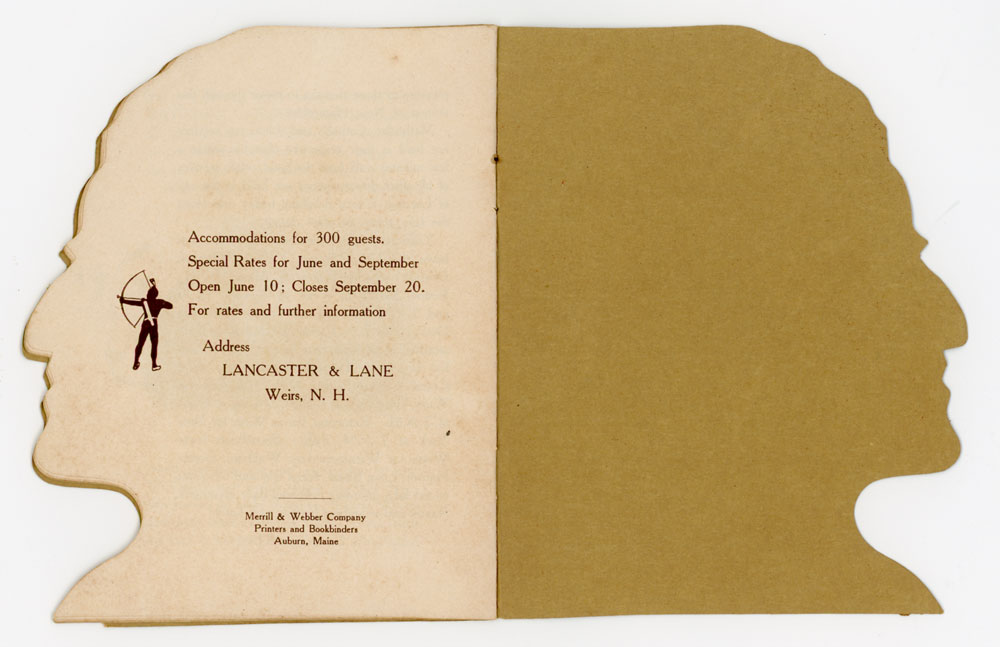 Accommodations for 300 guests.
Special Rates for June and September
Open June 10; Closes September 20.
For rates and further information
Address
LANCASTER & LANE
Weirs, N. H.
Merrill & Webber Company
Printers and Bookbinders
Auburn, Maine